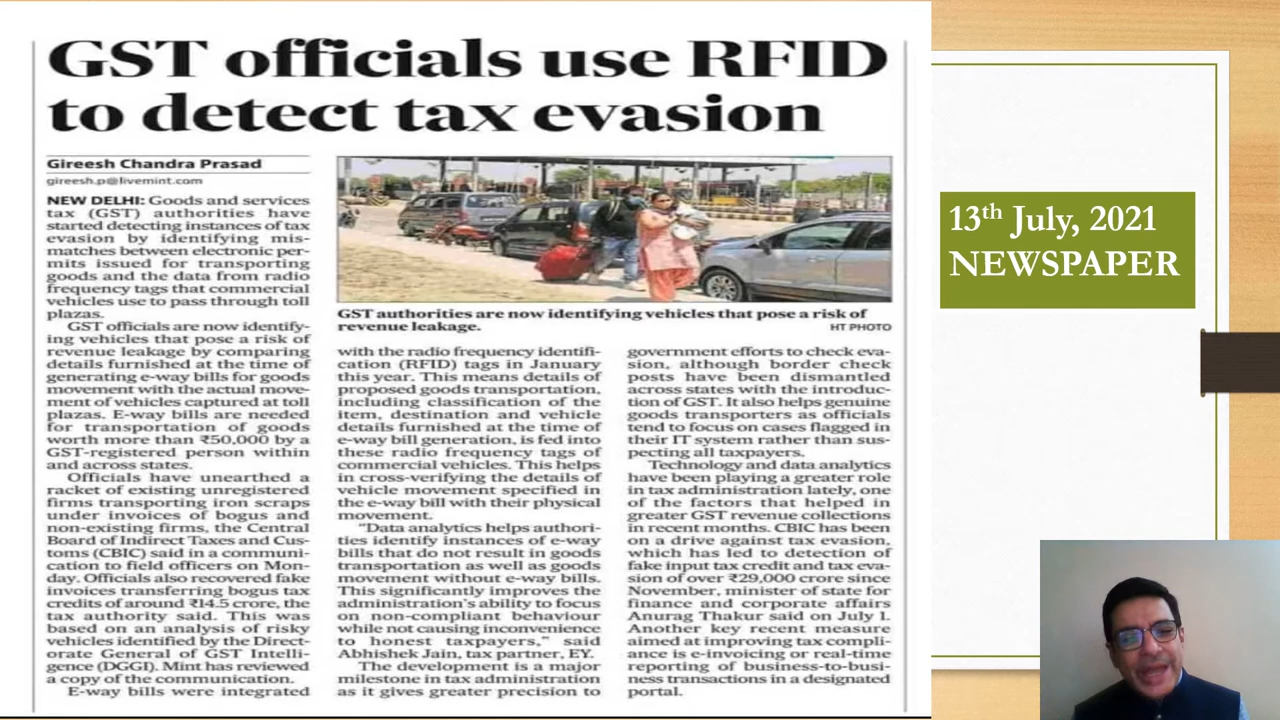 GST officials use RFID
to detect tax evasion
Gireesh Chandra Prasad
gireesh.p@livemint.com
NEW DELHI: Goods and services
tax (GST) authorities have
started detecting instances of tax
evasion by identifying mis-
matches between electronic per-
mits issued for transporting
goods and the data from radio
frequency tags that commercial
vehicles use to pass through toll
plazas.
GST officials are now identify-
ing vehicles that pose a risk of
revenue leakage by comparing
details furnished at the time of
generating e-way bills for goods
movement with the actual move-
ment of vehicles captured at toll
plazas. E-way bills are needed
for transportation of goods
worth more than ₹50,000 by a
GST-registered person within
and across states.
Officials have unearthed a
racket of existing unregistered
firms transporting iron scraps
under invoices of bogus and
non-existing firms, the Central
Board of Indirect Taxes and Cus-
toms (CBIC) said in a communi-
cation to field officers on Mon-
day. Officials also recovered fake
invoices transferring bogus tax
credits of around ₹14.5 crore, the
tax authority said. This was
based on an analysis of risky
vehicles identified by the Direct-
orate General of GST Intelli-
gence (DGGI). Mint has reviewed
a copy of the communication.
E-way bills were integrated
GST authorities are now identifying vehicles that pose a risk of
revenue leakage.
HT PHOTO
with the radio frequency identifi-
cation (RFID) tags in January
this year. This means details of
proposed goods transportation,
including classification of the
item, destination and vehicle
details furnished at the time of
e-way bill generation, is fed into
these radio frequency tags of
commercial vehicles. This helps
in cross-verifying the details of
vehicle movement specified in
the e-way bill with their physical
movement.
"Data analytics helps authori-
ties identify instances of e-way
bills that do not result in goods
transportation as well as goods
movement without e-way bills.
This significantly improves the
administration's ability to focus
on non-compliant behaviour
while not causing inconvenience
to honest taxpayers," said
Abhishek Jain, tax partner, EY.
The development is a major
milestone in tax administration
as it gives greater precision to
government efforts to check eva-
sion, although border check
posts have been dismantled
across states with the introduc-
tion of GST. It also helps genuine
goods transporters as officials
tend to focus on cases flagged in
their IT system rather than sus-
pecting all taxpayers.
Technology and data analytics
have been playing a greater role
in tax administration lately, one
of the factors that helped in
greater GST revenue collections
in recent months. CBIC has been
on a drive against tax evasion,
which has led to detection of
fake input tax credit and tax eva-
sion of over ₹29,000 crore since
November, minister of state for
finance and corporate affairs
Anurag Thakur said on July 1.
Another key recent measure
aimed at improving tax compli-
ance is e-invoicing or real-time
reporting of business-to-busi-
ness transactions in a designated
portal.
13th July, 2021
NEWSPAPER